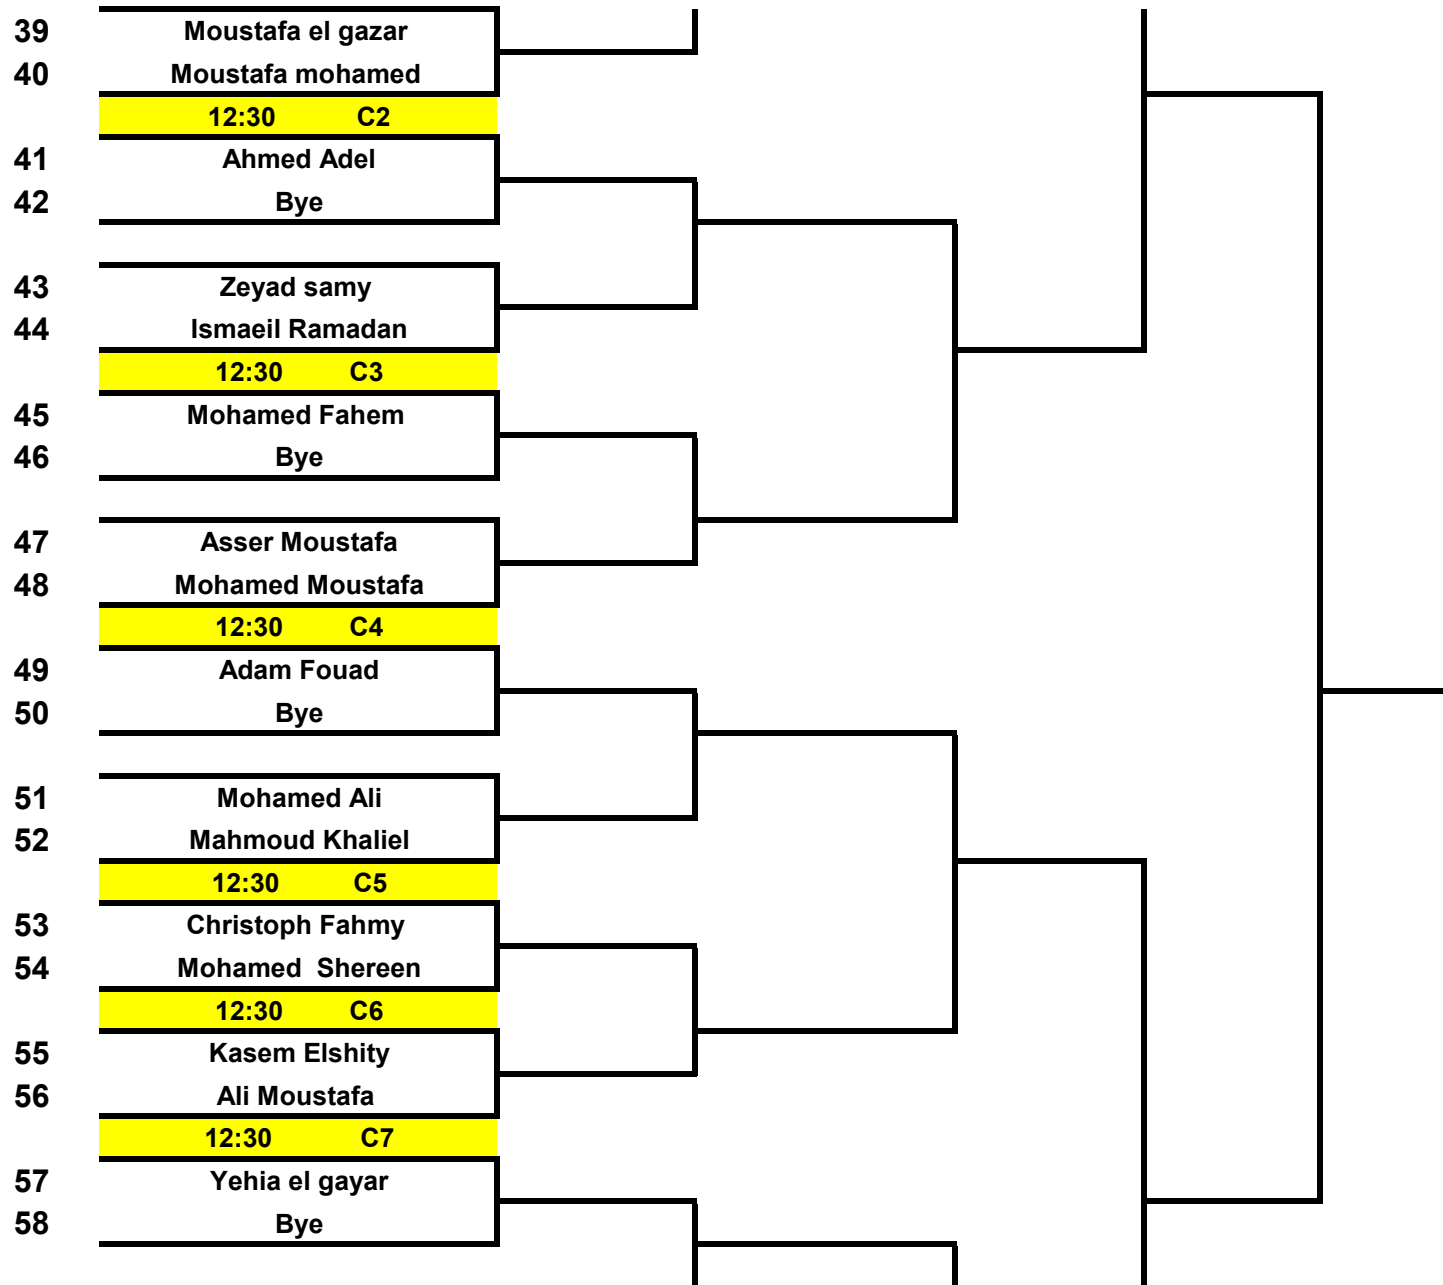 39 Moustafa el gazar
40 Moustafa mohamed
12:30 C2
41 Ahmed Adel
42 Bye
43 Zeyad samy
44 Ismaeil Ramadan
12:30 C3
45 Mohamed Fahem
46 Bye
47 Asser Moustafa
48 Mohamed Moustafa
12:30 C4
49 Adam Fouad
50 Bye
51 Mohamed Ali
52 Mahmoud Khaliel
12:30 C5
53 Christoph Fahmy
54 Mohamed  Shereen
12:30 C6
55 Kasem Elshity
56 Ali Moustafa
12:30 C7
57 Yehia el gayar
58 Bye